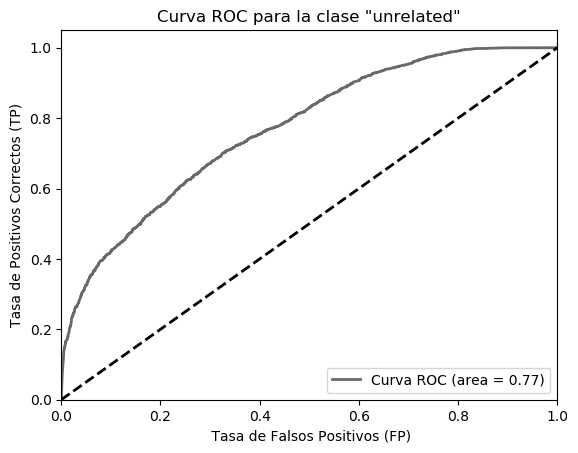 Curva ROC para la clase "unrelated"
Tasa de Positivos Correctos (TP)
1.0
0.8
0.6
0.4
0.2
0.0
Curva ROC (area = 0.77)
0.0 0.2 0.4 0.6 0.8 1.0
Tasa de Falsos Positivos (FP)